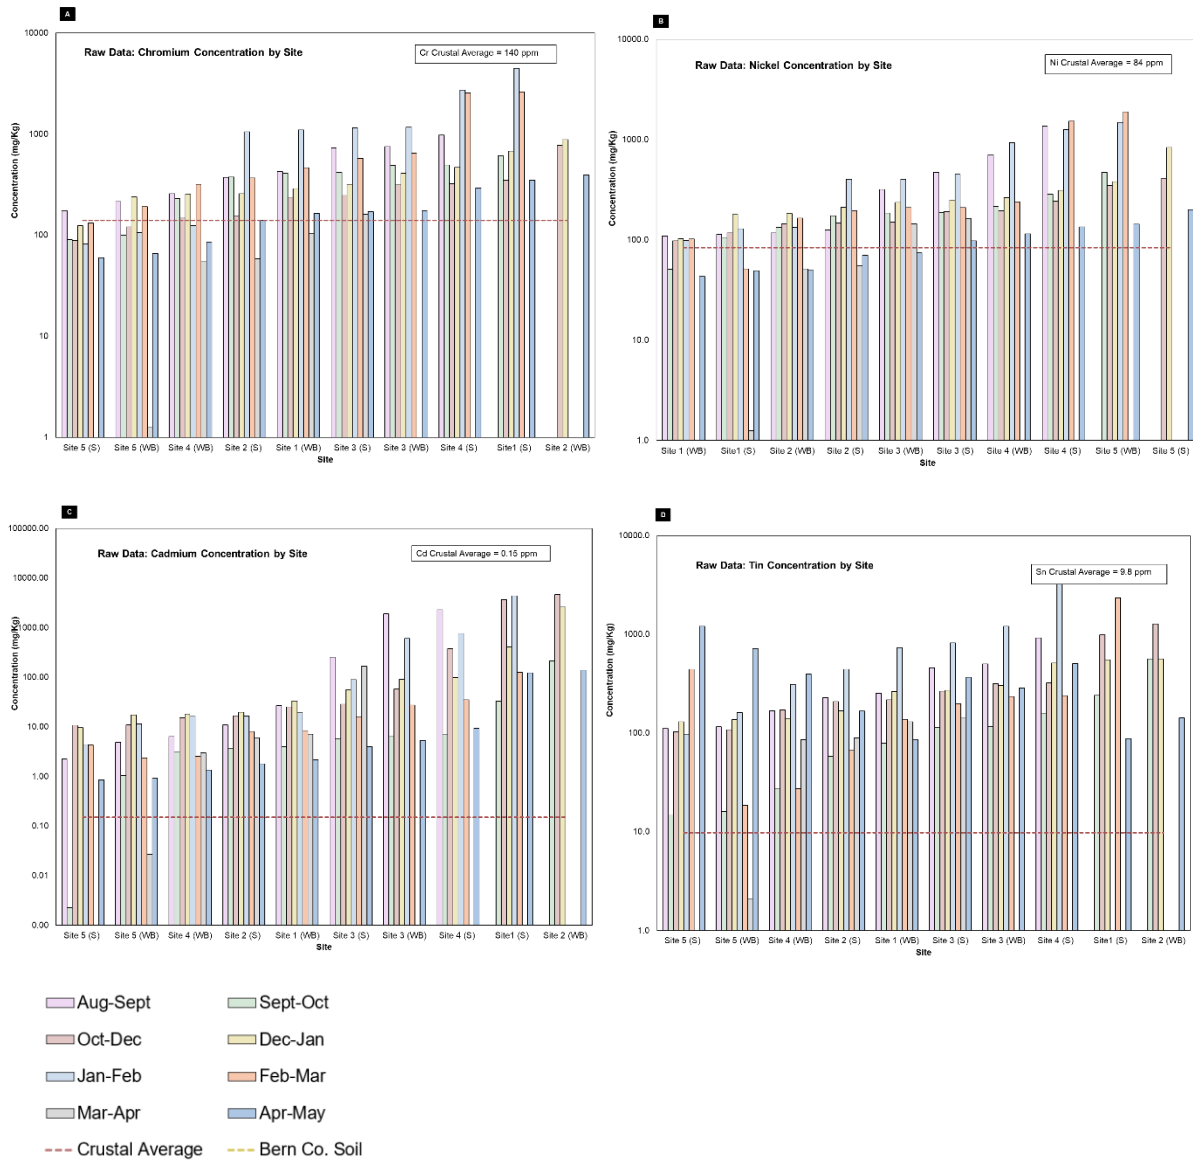 A
Raw Data: Chromium Concentration by Site
Cr Crustal Average = 140 ppm
Concentration (mg/Kg)
10000
1000
100
10
1
Site 5 (S) Site 5 (WB) Site 4 (WB) Site 2 (S) Site 1 (WB) Site 3 (S) Site 3 (WB) Site 4 (S) Site1 (S) Site 2 (WB)
Site
B
Raw Data: Nickel Concentration by Site
Ni Crustal Average = 84 ppm
Concentration (mg/Kg)
10000.0
1000.0
100.0
10.0
1.0
Site 1 (WB) Site1 (S) Site 2 (WB) Site 2 (S) Site 3 (WB) Site 3 (S) Site 4 (WB) Site 4 (S) Site 5 (WB) Site 5 (S)
Site
C
Raw Data: Cadmium Concentration by Site
Cd Crustal Average = 0.15 ppm
Concentration (mg/Kg)
100000.00
10000.00
1000.00
100.00
10.00
1.00
0.10
0.01
0.00
Site 5 (S) Site 5 (WB) Site 4 (WB) Site 2 (S) Site 1 (WB) Site 3 (S) Site 3 (WB) Site 4 (S) Site1 (S) Site 2 (WB)
Site
D
Raw Data: Tin Concentration by Site
Sn Crustal Average = 9.8 ppm
Concentration (mg/Kg)
10000.0
1000.0
100.0
10.0
1.0
Site 5 (S) Site 5 (WB) Site 4 (WB) Site 2 (S) Site 1 (WB) Site 3 (S) Site 3 (WB) Site 4 (S) Site1 (S) Site 2 (WB)
Site
Aug-Sept Sept-Oct
Oct-Dec Dec-Jan
Jan-Feb Feb-Mar
Mar-Apr Apr-May
Crustal Average Bern Co. Soil